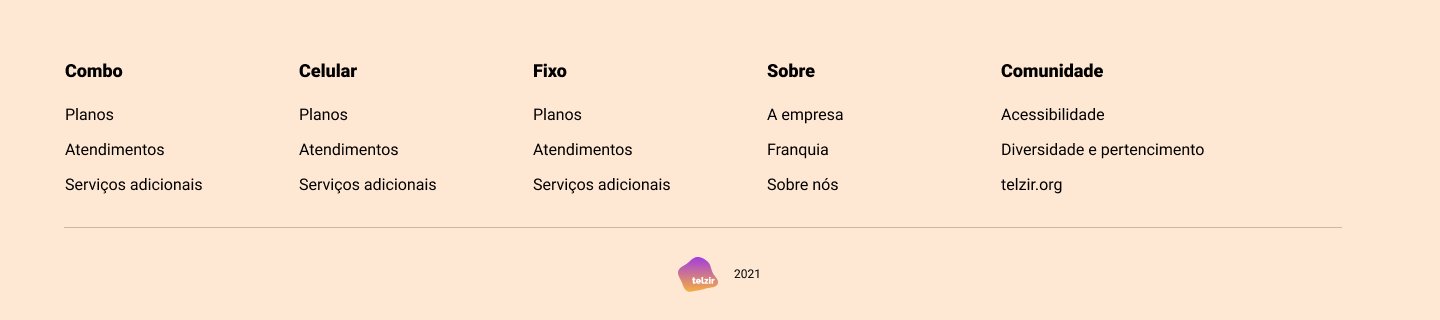 Combo
Planos
Atendimentos
Serviços adicionais
Celular
Planos
Atendimentos
Serviços adicionais
Fixo
Planos
Atendimentos
Serviços adicionais
Sobre
A empresa
Franquia
Sobre nós
Comunidade
Acessibilidade
Diversidade e pertencimento
telzir.org
telzir
2021